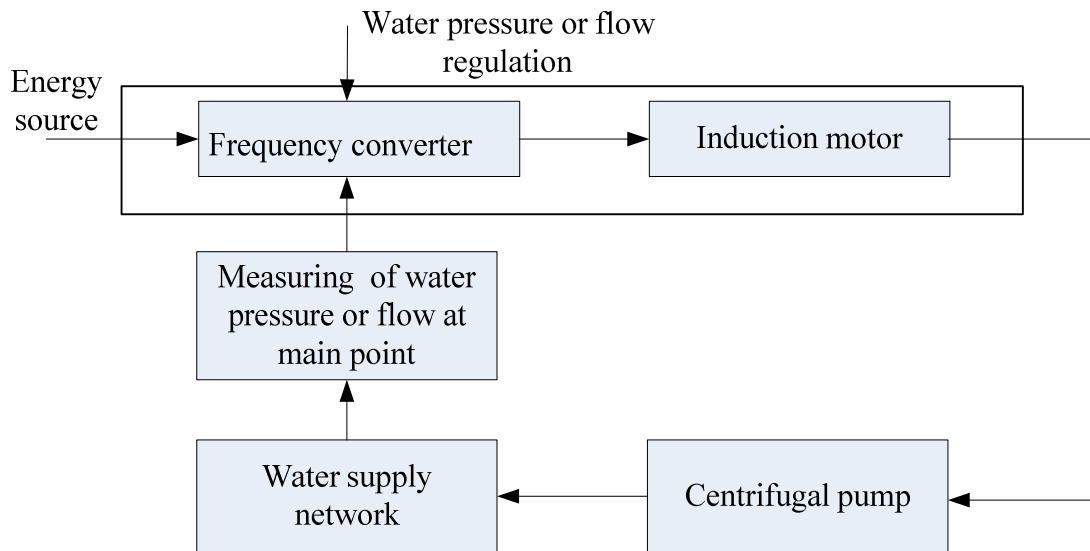 Water pressure or flow
regulation
Energy
source
Frequency converter
Induction motor
Measuring of water
pressure or flow at
main point
Water supply
network
Centrifugal pump